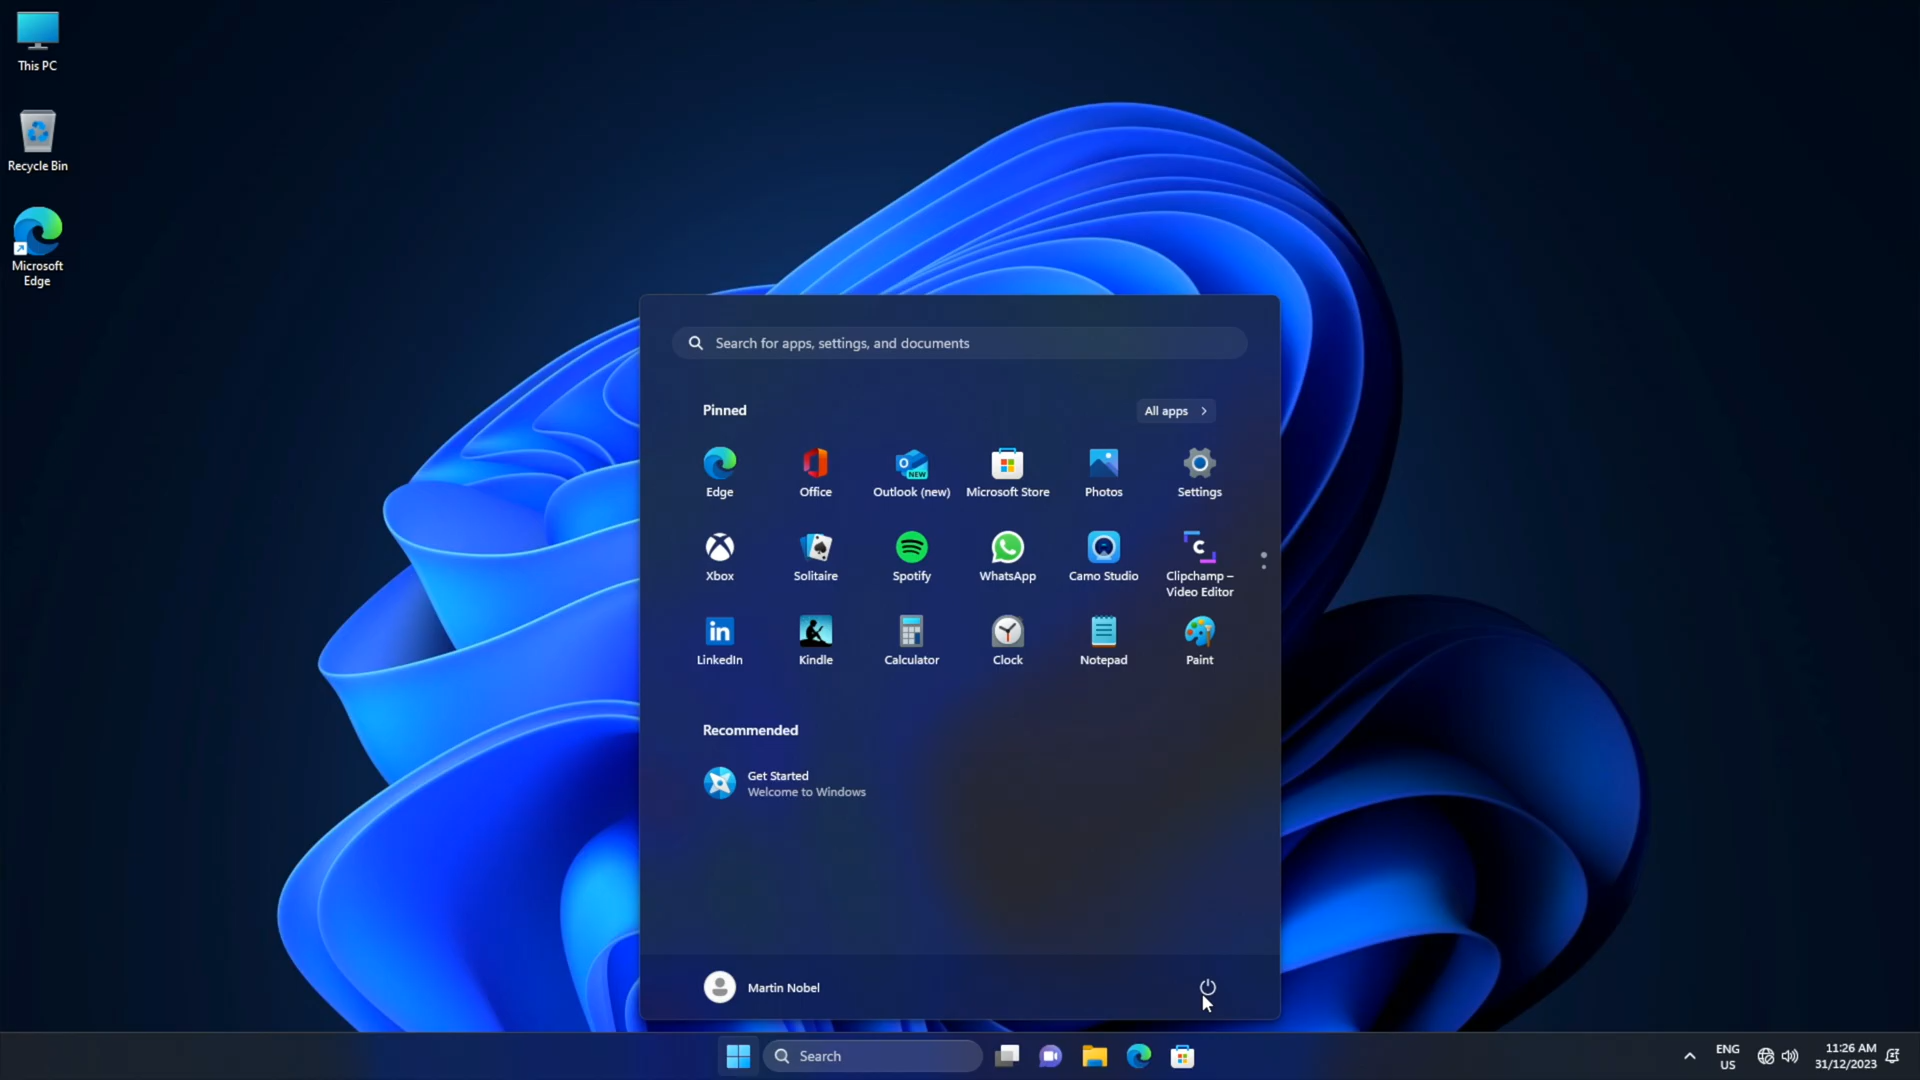 This PC
Recycle Bin
Microsoft
Edge
Search for apps, settings, and documents
Pinned
All apps
Edge
Office
Outlook (new)
Microsoft Store
Photos
Settings
Xbox
Solitaire
Spotify
WhatsApp
Camo Studio
Clipchamp –
Video Editor
LinkedIn
Kindle
Calculator
Clock
Notepad
Paint
Recommended
Get Started
Welcome to Windows
Martin Nobel
Search
ENG
US
11:26 AM
31/12/2023